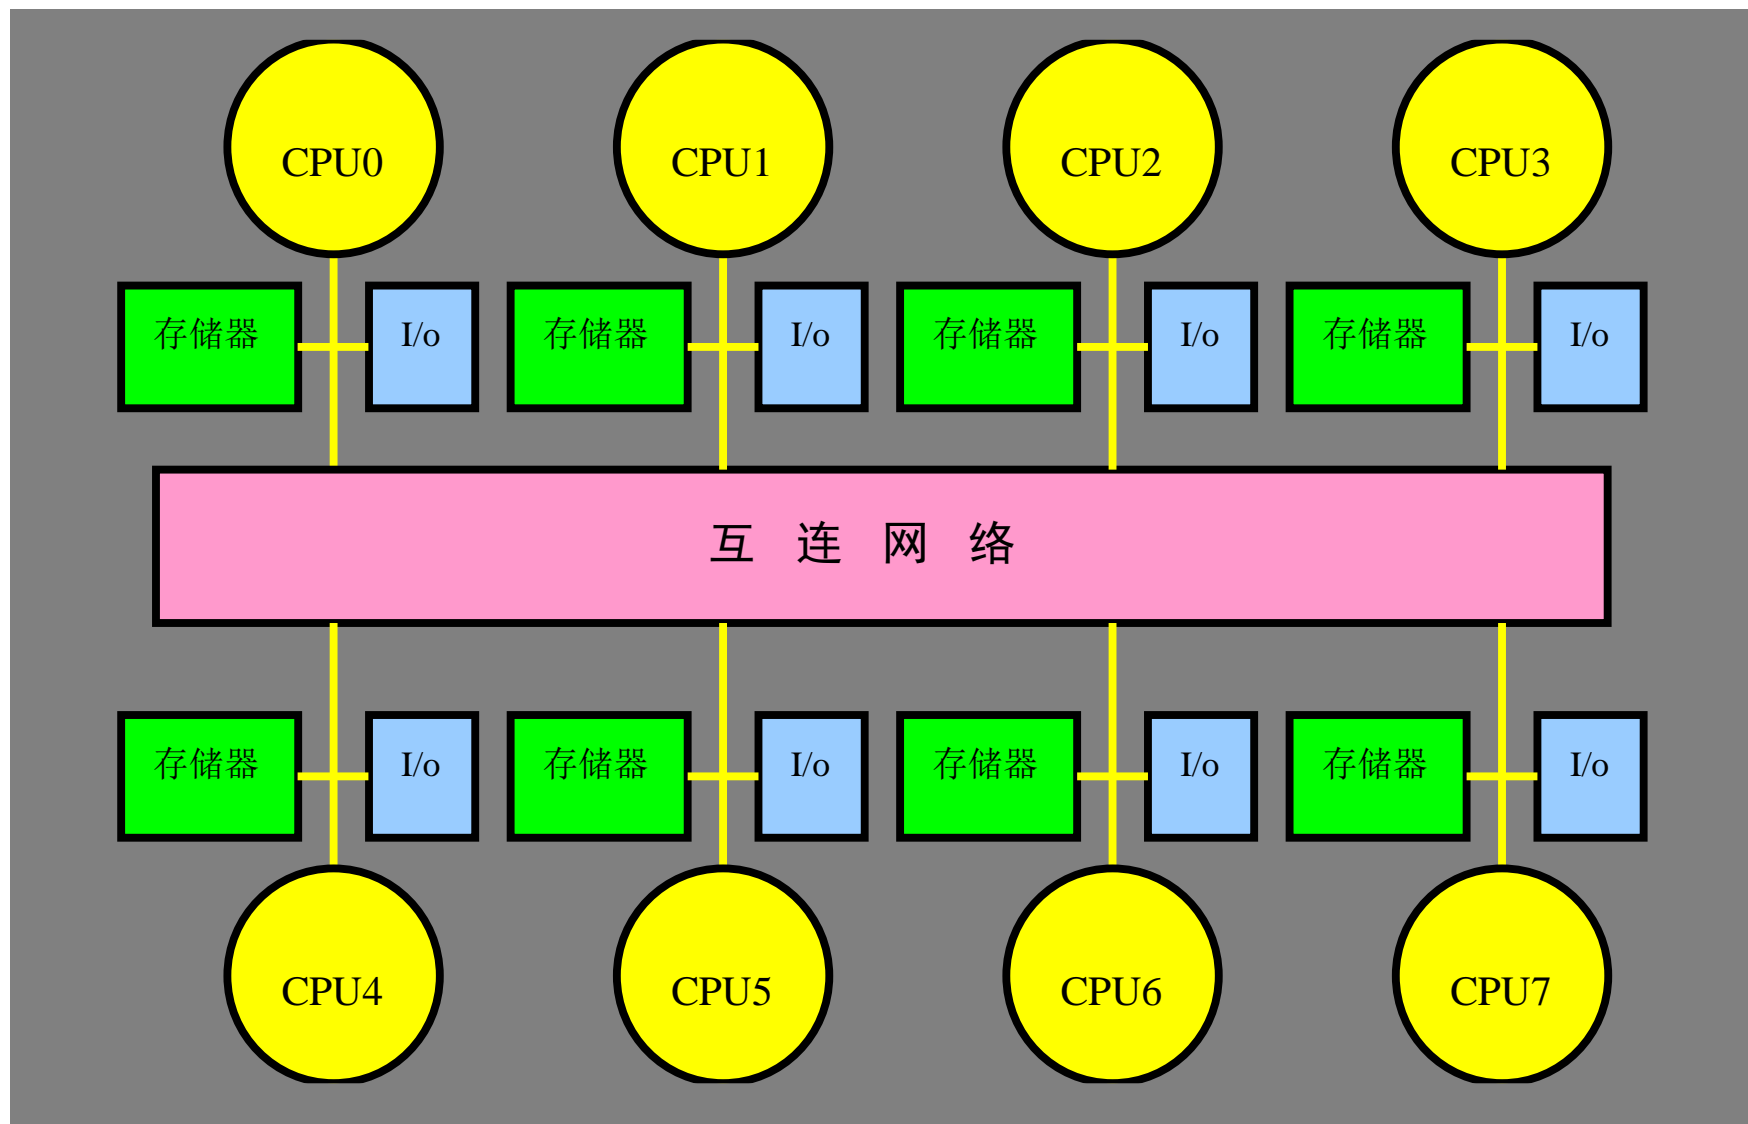 CPU0 CPU1 CPU2 CPU3
存储器 I/o 存储器 I/o 存储器 I/o 存储器 I/o
互 连 网 络
存储器 I/o 存储器 I/o 存储器 I/o 存储器 I/o
CPU4 CPU5 CPU6 CPU7